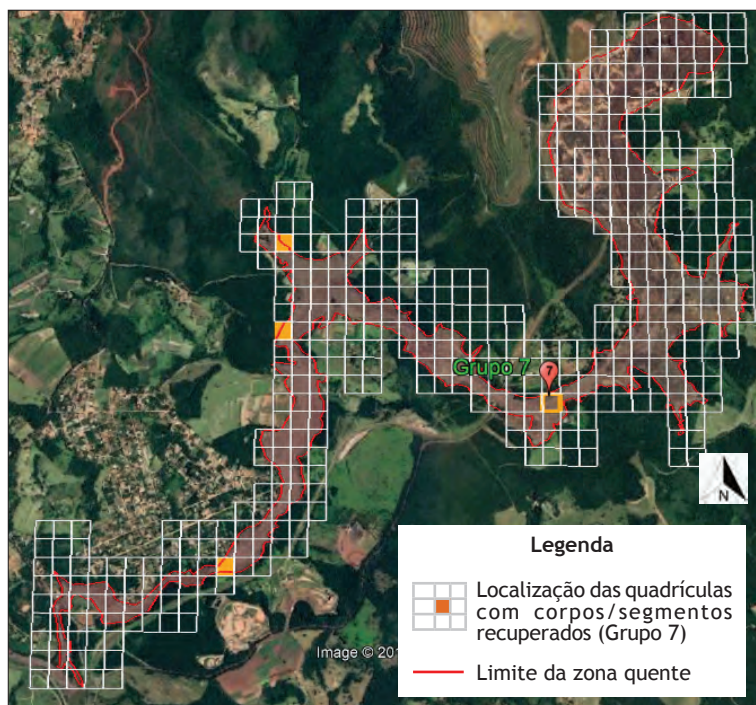 Grupo 7
7
N
Legenda
Localização das quadrículas
com corpos/segmentos
recuperados (Grupo 7)
Image © 201
Limite da zona quente